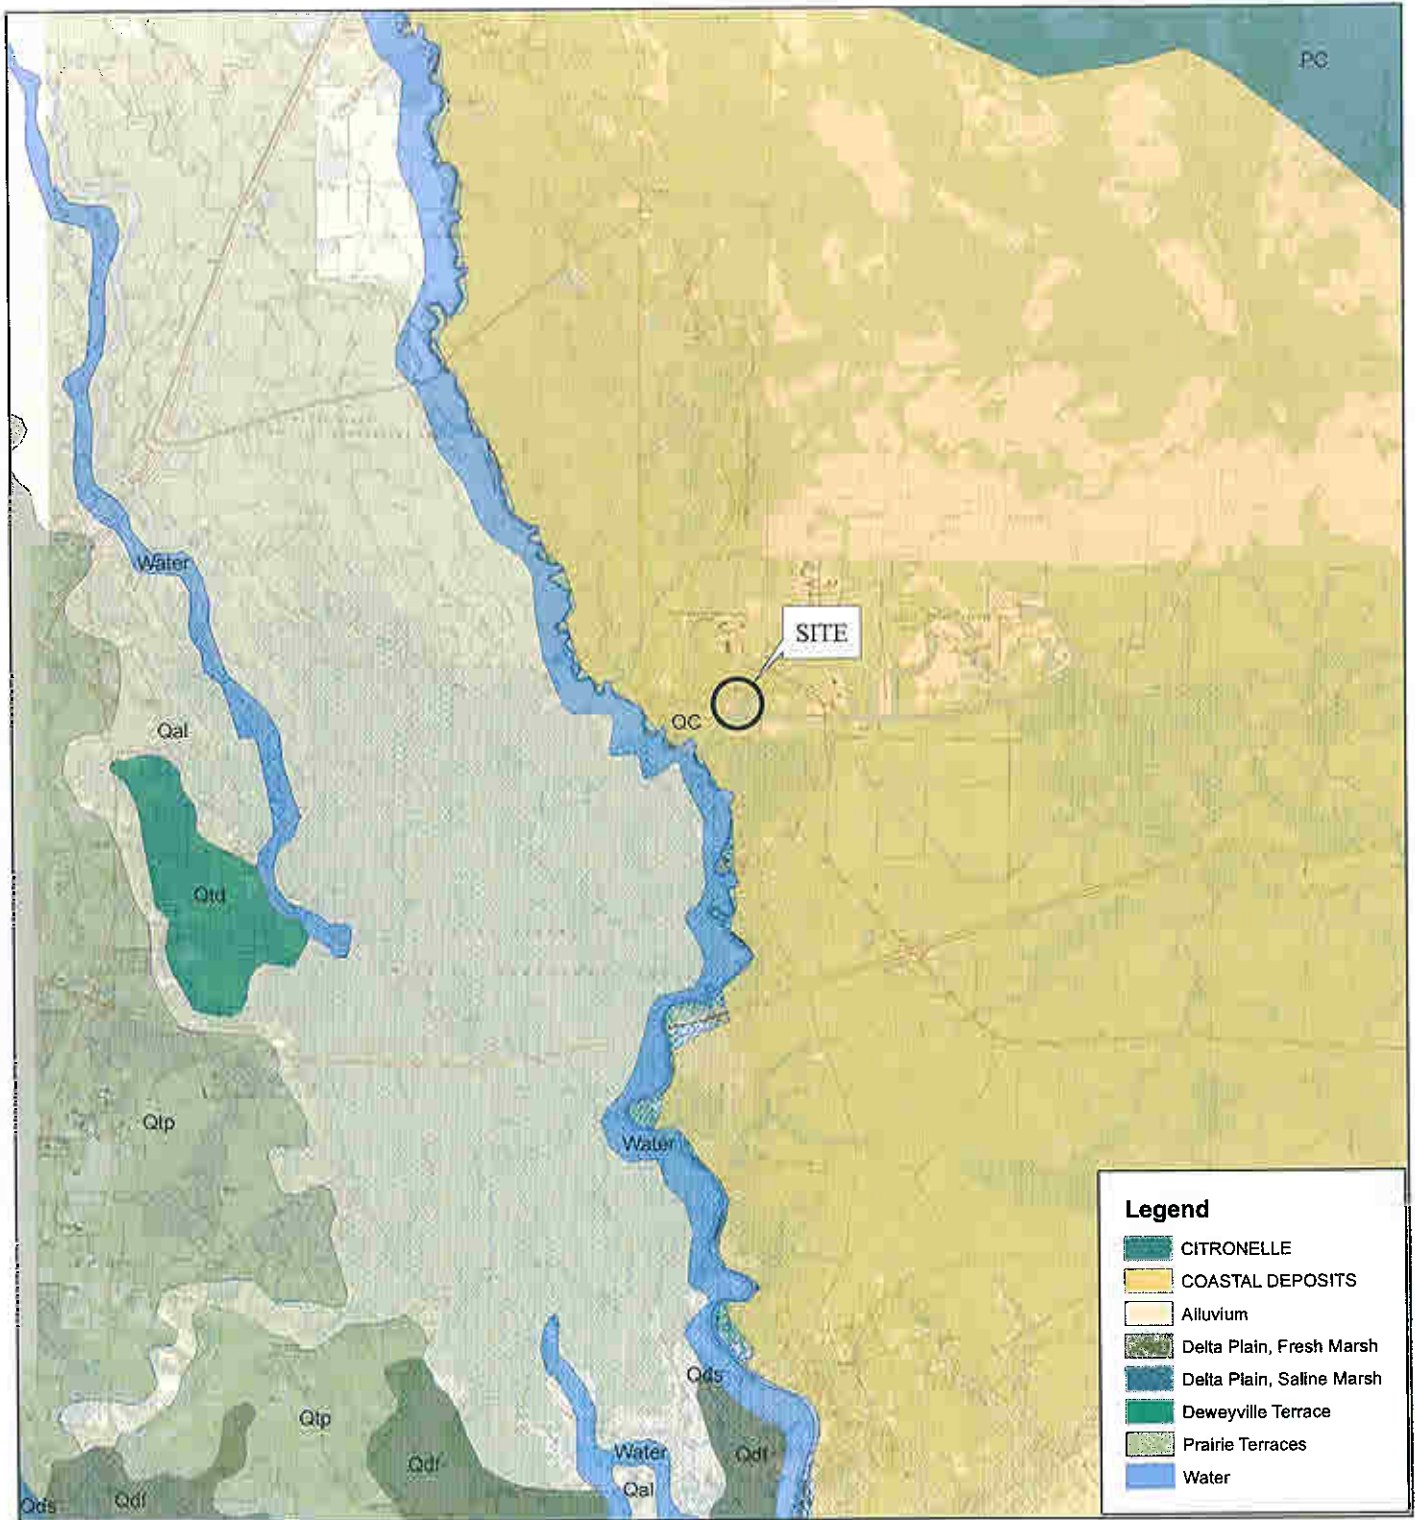 PC
Water
SITE
QC
Qal
Qtd
Qtp
Water
Qds
Qtp
Qdf
Water
Qdf
Qal
Qds
Qdf
Legend
CITRONELLE
COASTAL DEPOSITS
Alluvium
Delta Plain, Fresh Marsh
Delta Plain, Saline Marsh
Deweyville Terrace
Prairie Terraces
Water